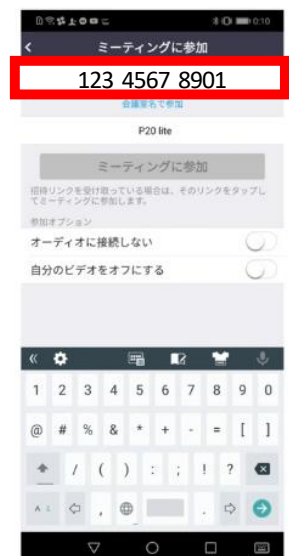 0:10
ミーティングに参加
123 4567 8901
会議室名で参加
P20 lite
ミーティングに参加
招待リンクを受け取っている場合は、そのリンクをタップし
てミーティングに参加します。
参加オプション
オーディオに接続しない
自分のビデオをオフにする
1 2 3 4 5 6 7 8 9 0
@ # % & * + - = [ ]
/ ( ) : ; ! ?
, .